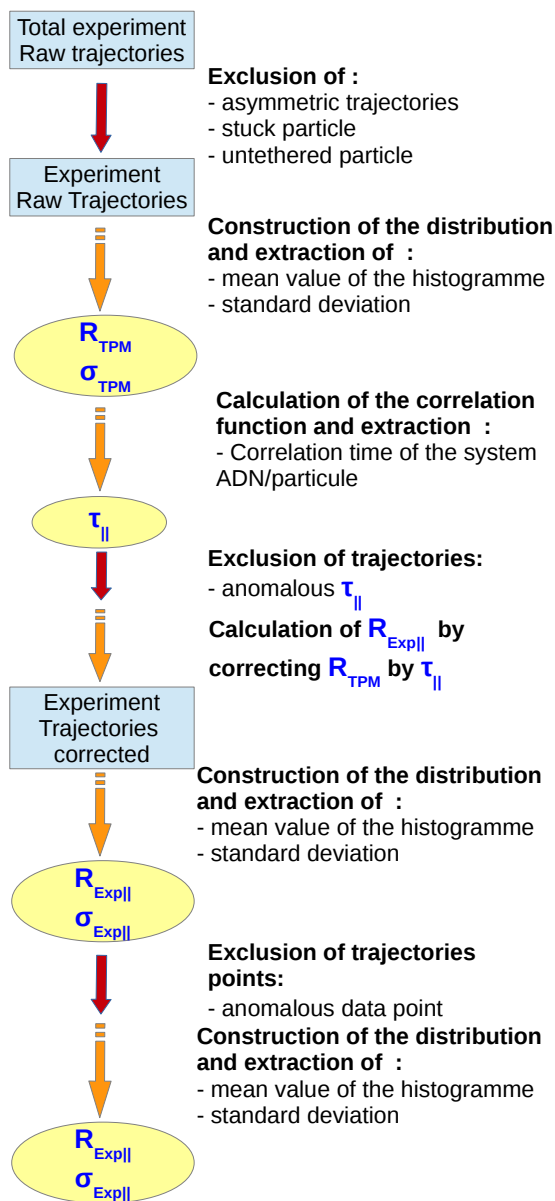 Total experiment
Raw trajectories
Exclusion of :
- asymmetric trajectories
- stuck particle
- untethered particle
Experiment
Raw Trajectories
Construction of the distribution
and extraction of :
- mean value of the histogramme
- standard deviation
R_TPM
σ_TPM
Calculation of the correlation
function and extraction :
- Correlation time of the system
ADN/particule
τ_||
Exclusion of trajectories:
- anomalous τ_||
Calculation of R_Exp|| by
correcting R_TPM by τ_||
Experiment
Trajectories
corrected
Construction of the distribution
and extraction of :
- mean value of the histogramme
- standard deviation
R_Exp||
σ_Exp||
Exclusion of trajectories
points:
- anomalous data point
Construction of the distribution
and extraction of :
- mean value of the histogramme
- standard deviation
R_Exp||
σ_Exp||